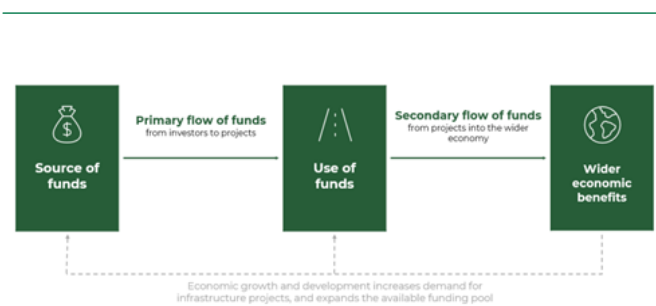 $
Source of
funds
Primary flow of funds
from investors to projects
Use of
funds
Secondary flow of funds
from projects into the wider
economy
Wider
economic
benefits
Economic growth and development increases demand for
infrastructure projects, and expands the available funding pool